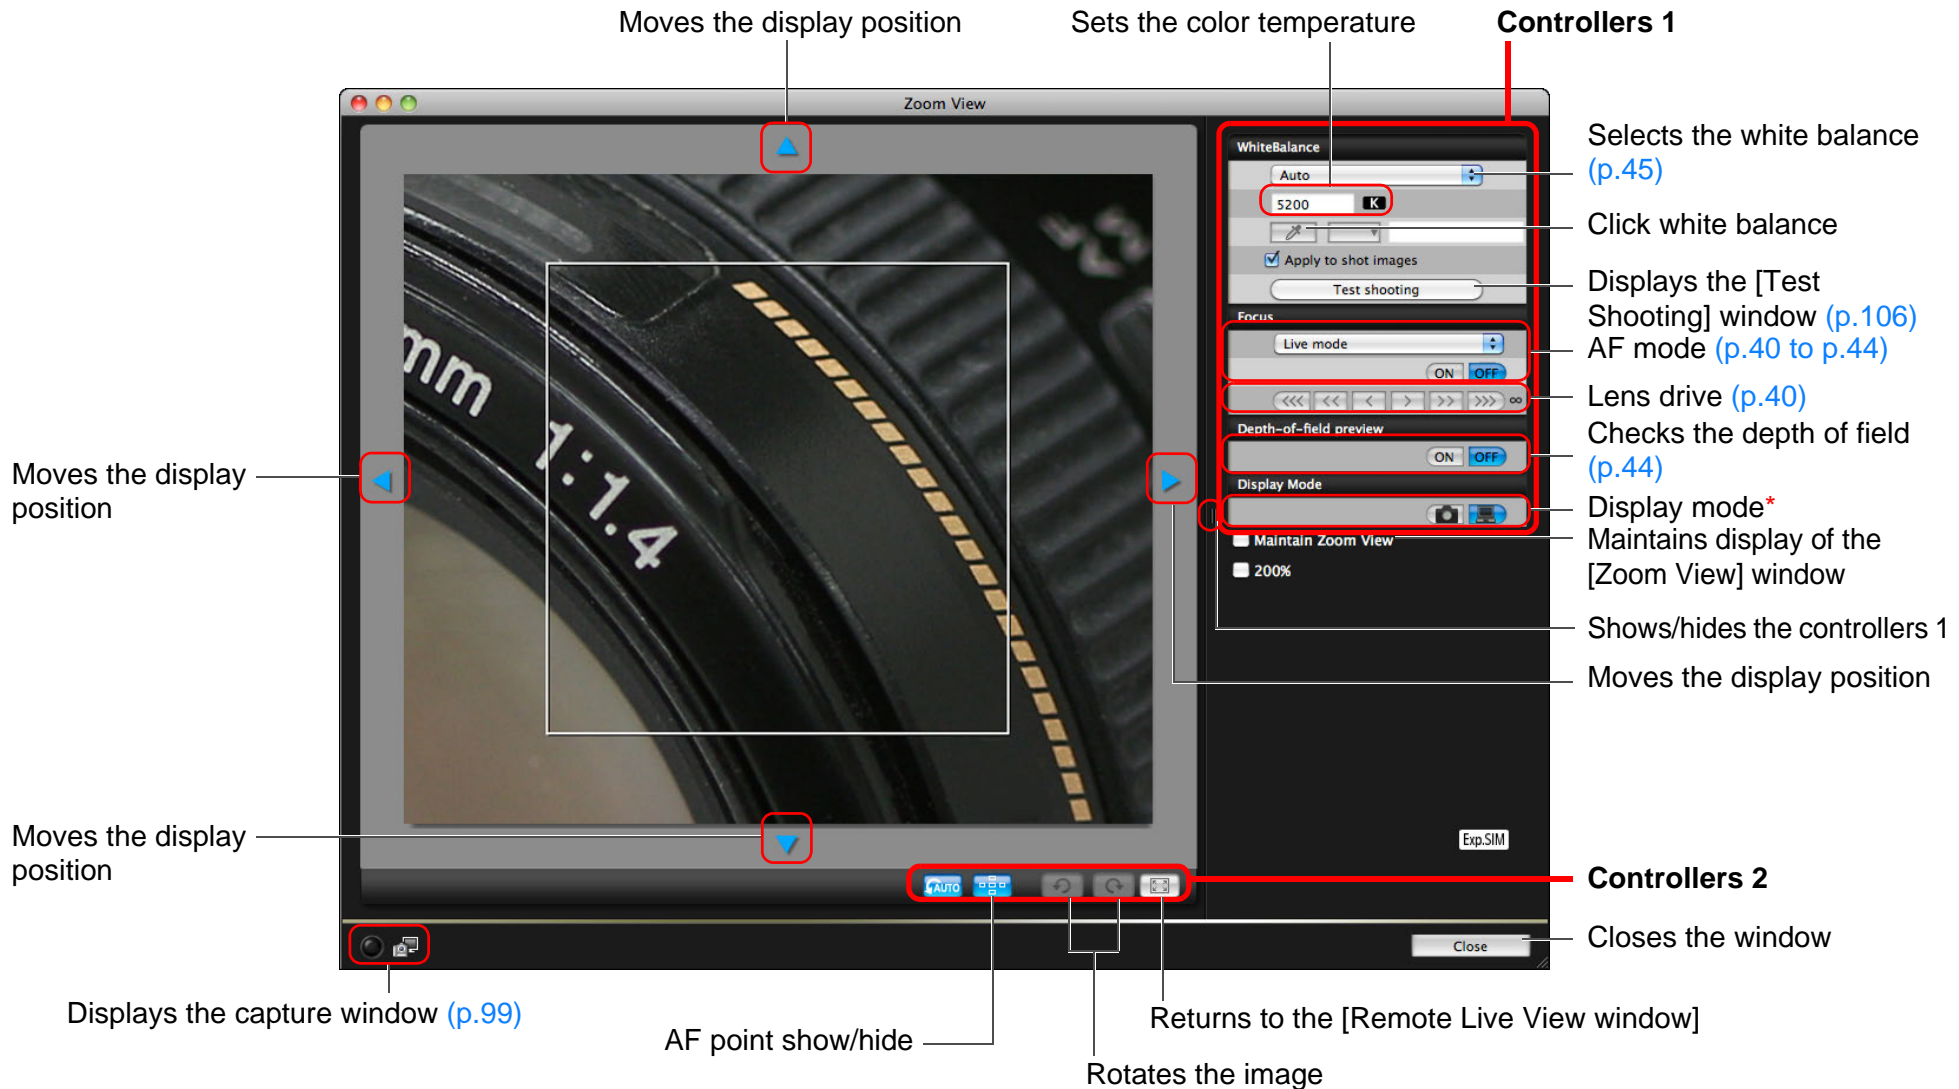 Moves the display position
Sets the color temperature
Controllers 1
Zoom View
WhiteBalance
Auto
5200 K
Apply to shot images
Test shooting
Focus
Live mode
ON OFF
<<< << < > >> >>> ∞
Depth-of-field preview
ON OFF
Display Mode
Maintain Zoom View
200%
Exp.SIM
mm 1:1.4
AUTO
Close
Selects the white balance
(p.45)
Click white balance
Displays the [Test
Shooting] window (p.106)
AF mode (p.40 to p.44)
Lens drive (p.40)
Checks the depth of field
(p.44)
Display mode*
Maintains display of the
[Zoom View] window
Shows/hides the controllers 1
Moves the display position
Moves the display
position
Moves the display
position
Controllers 2
Closes the window
Displays the capture window (p.99)
AF point show/hide
Returns to the [Remote Live View window]
Rotates the image